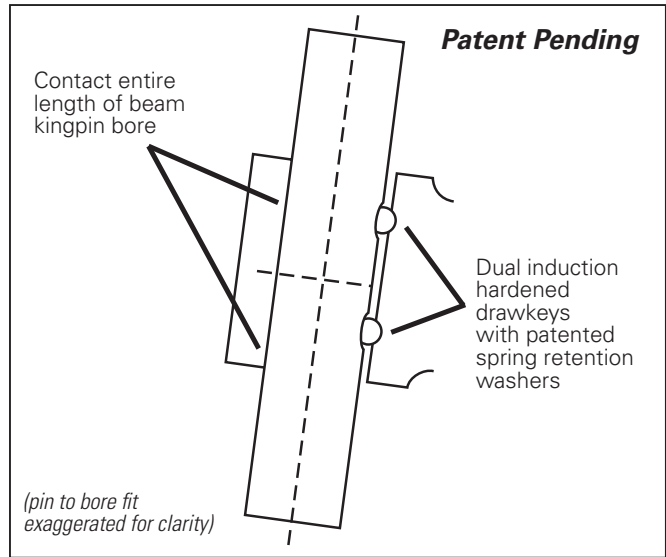 Patent Pending
Contact entire
length of beam
kingpin bore
Dual induction
hardened
drawkeys
with patented
spring retention
washers
(pin to bore fit
exaggerated for clarity)